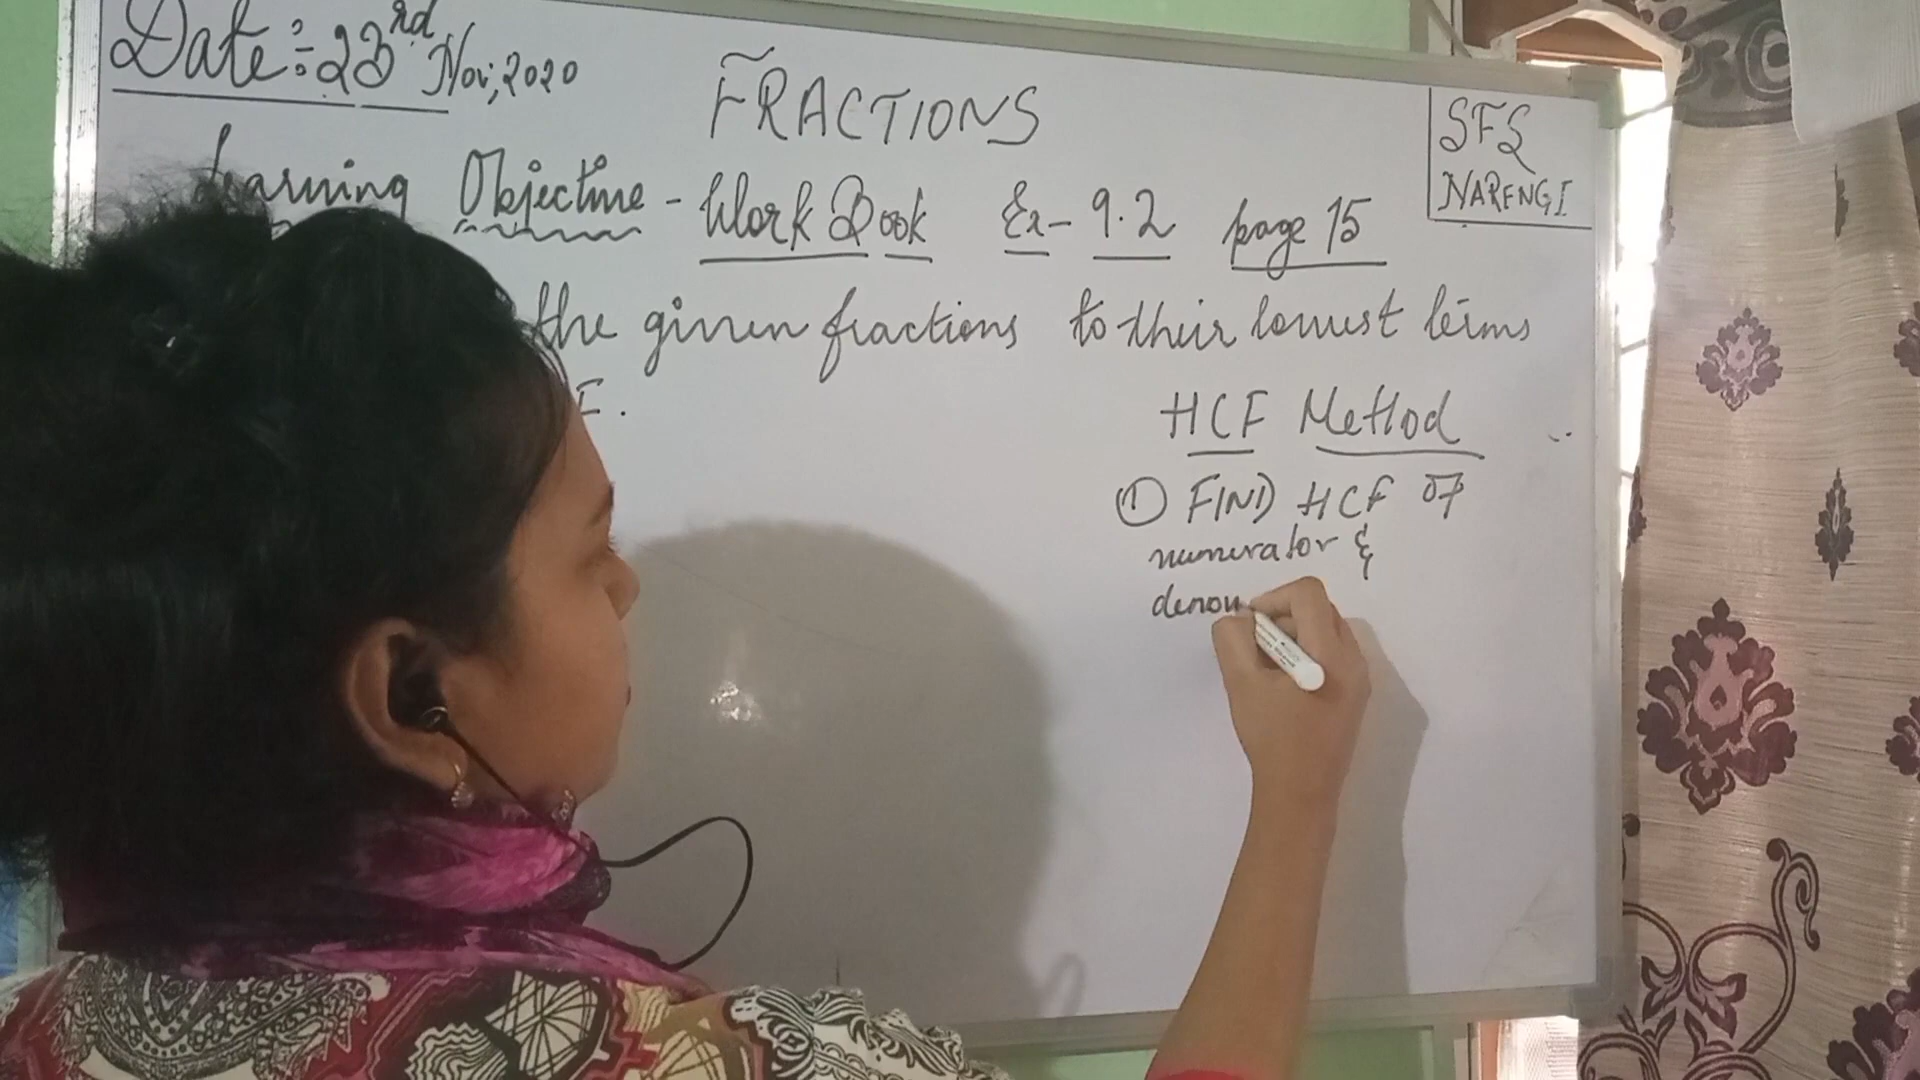 Date:- 23rd Nov, 2020
FRACTIONS
SFS
NARENGI
Learning Objective - Work Book Ex- 9.2 page 15
the given fractions to their lowest terms
HCF Method
① FIND HCF OF
numerator &
denom